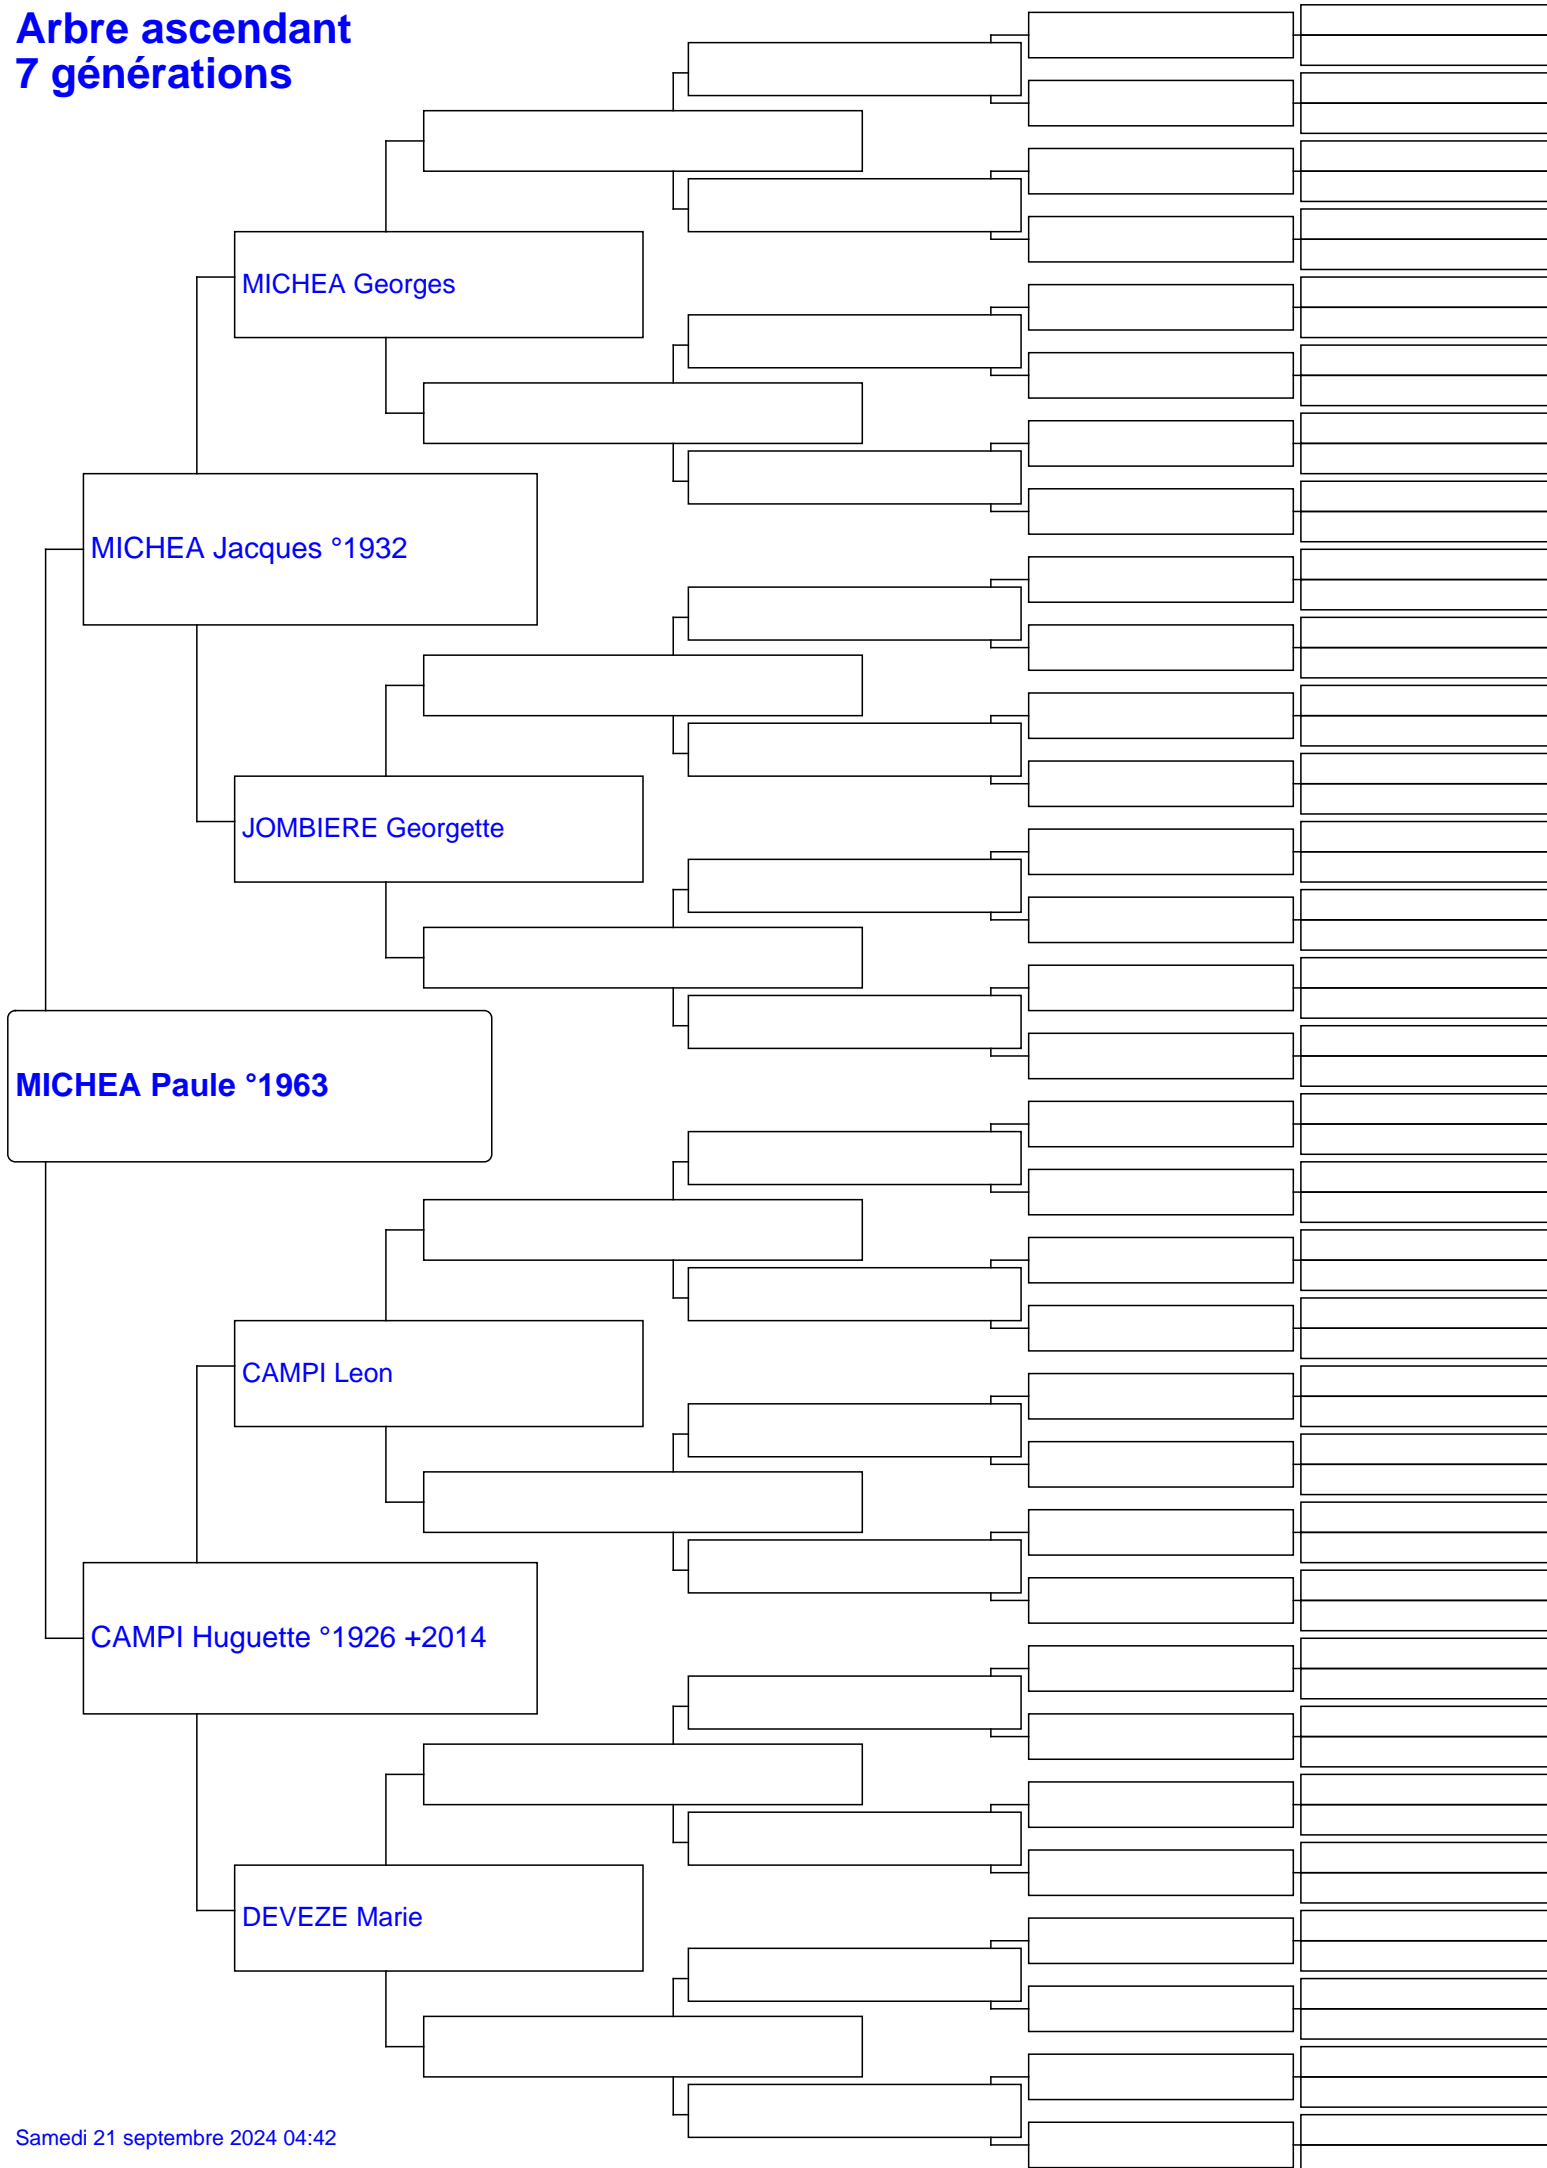 Arbre ascendant
7 générations
MICHEA Georges
MICHEA Jacques °1932
JOMBIERE Georgette
MICHEA Paule °1963
CAMPI Leon
CAMPI Huguette °1926 +2014
DEVEZE Marie
Samedi 21 septembre 2024 04:42